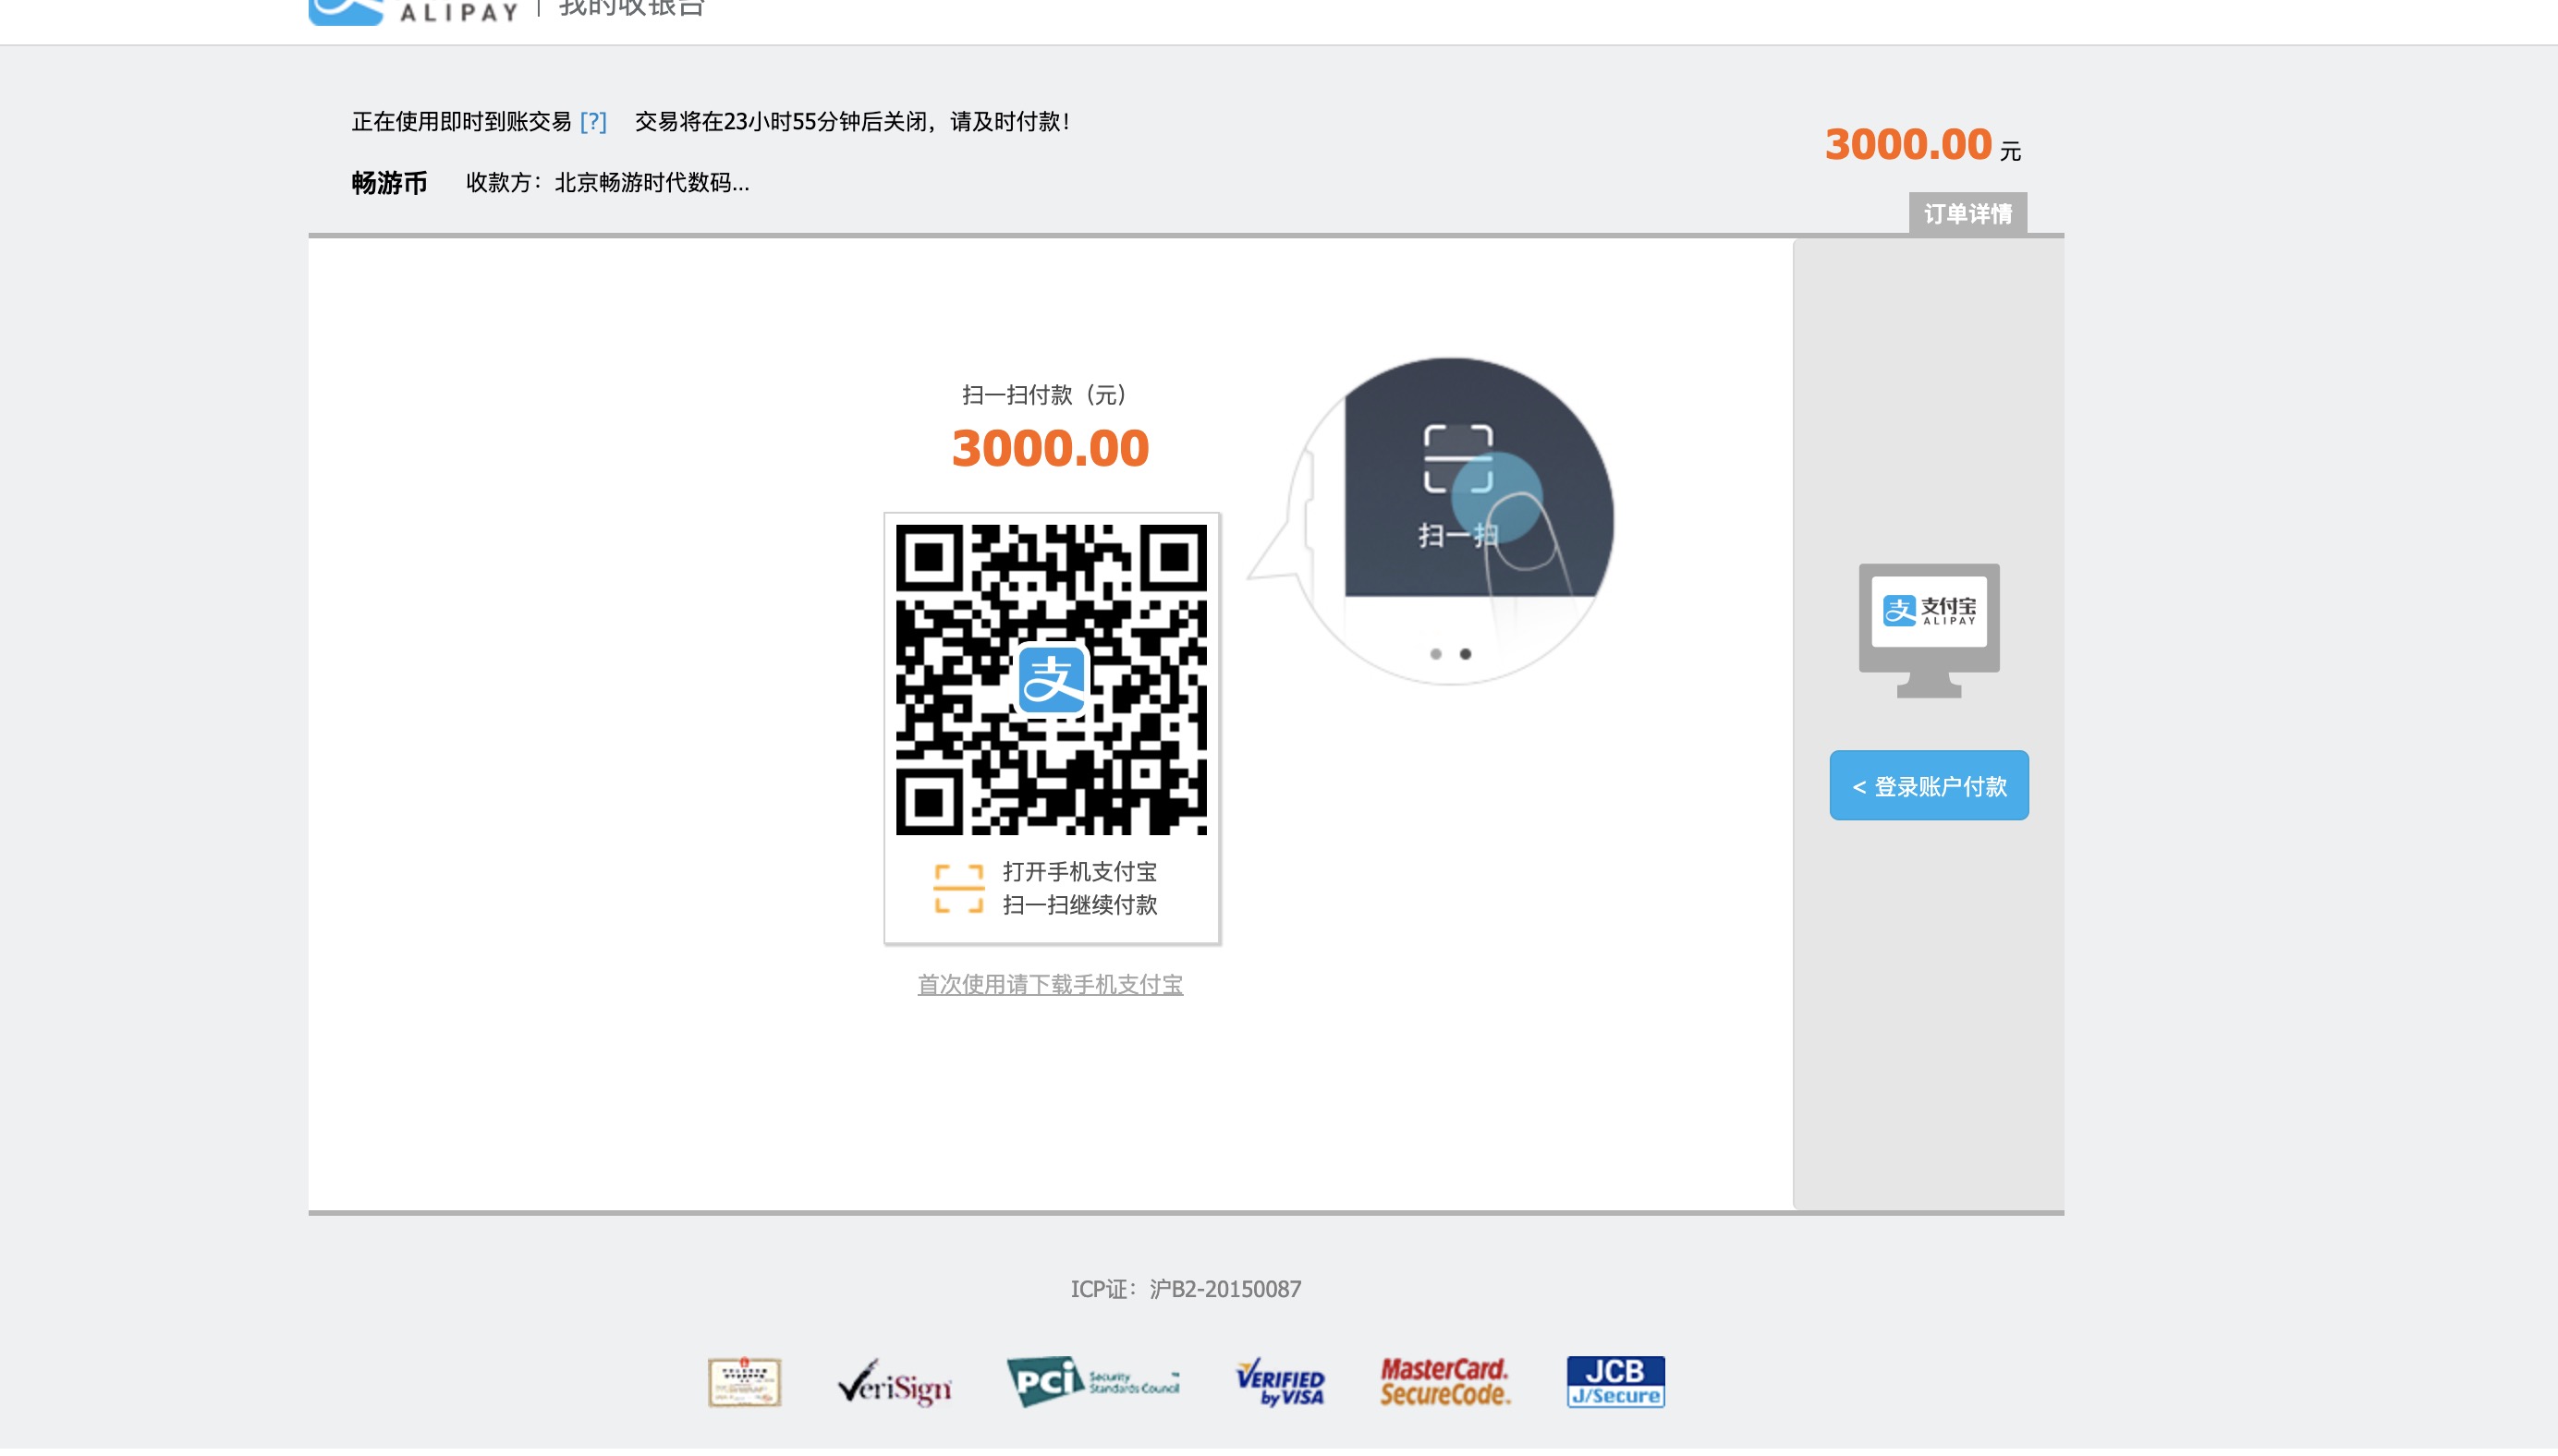 ALIPAY | 我的收银台
正在使用即时到账交易 [?] 交易将在23小时55分钟后关闭，请及时付款！
3000.00 元
畅游币 收款方：北京畅游时代数码...
订单详情
扫一扫付款（元）
3000.00
扫一扫
支
支付宝
ALIPAY
< 登录账户付款
打开手机支付宝
扫一扫继续付款
首次使用请下载手机支付宝
ICP证：沪B2-20150087
VeriSign
PCI Security Standards Council
VERIFIED by VISA
MasterCard. SecureCode.
JCB J/Secure